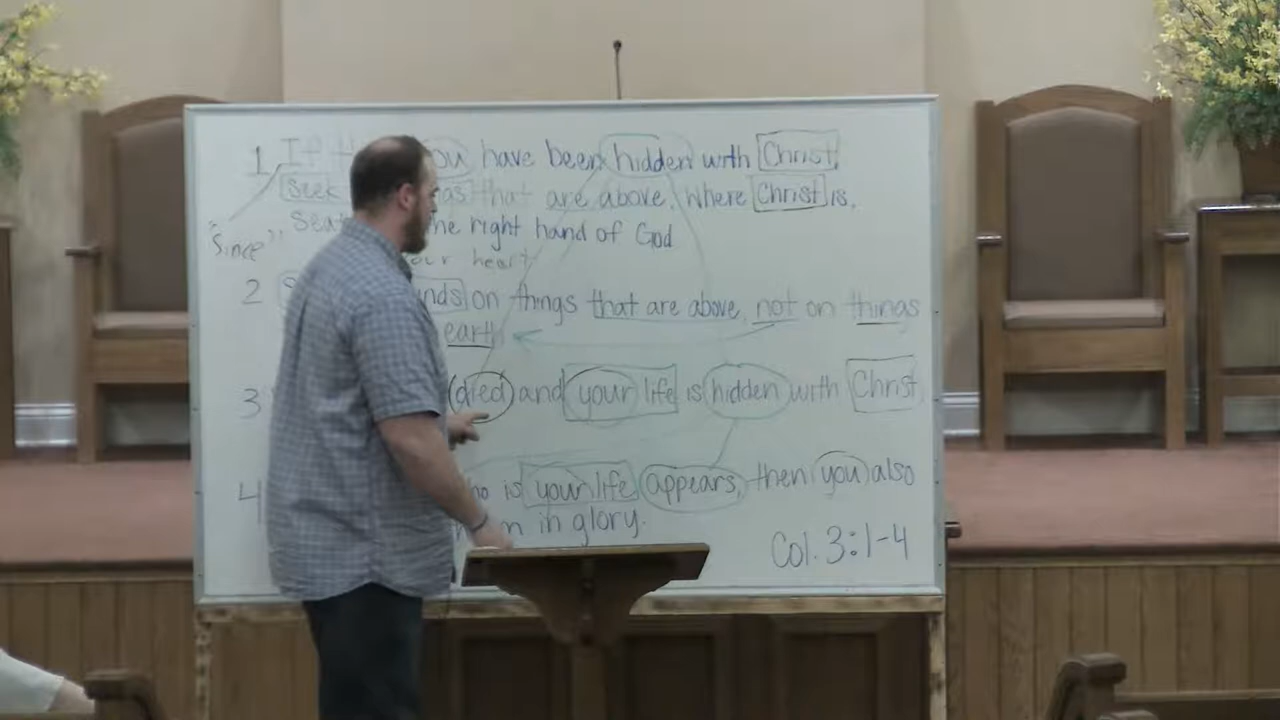 1 If you have been hidden with Christ,
seek that are above, where Christ is,
"Since" the right hand of God
your heart
2 on things that are above, not on things
earth
3 died and your life is hidden with Christ
4 who is your life appears, then you also
in glory.
Col. 3:1-4